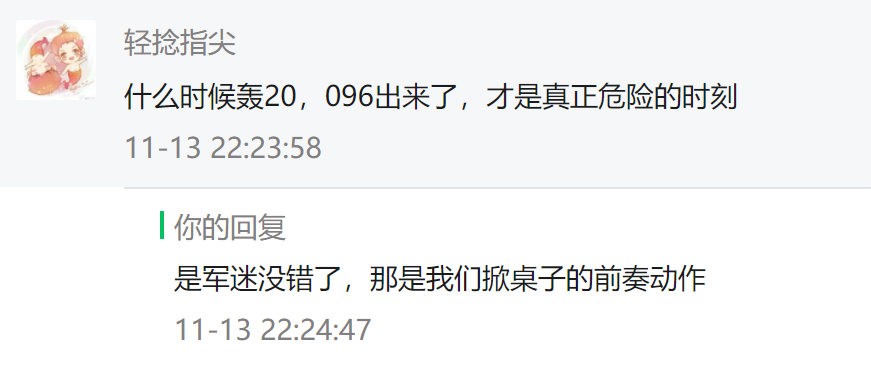 轻捻指尖
什么时候轰20，096出来了，才是真正危险的时刻
11-13 22:23:58
你的回复
是军迷没错了，那是我们掀桌子的前奏动作
11-13 22:24:47